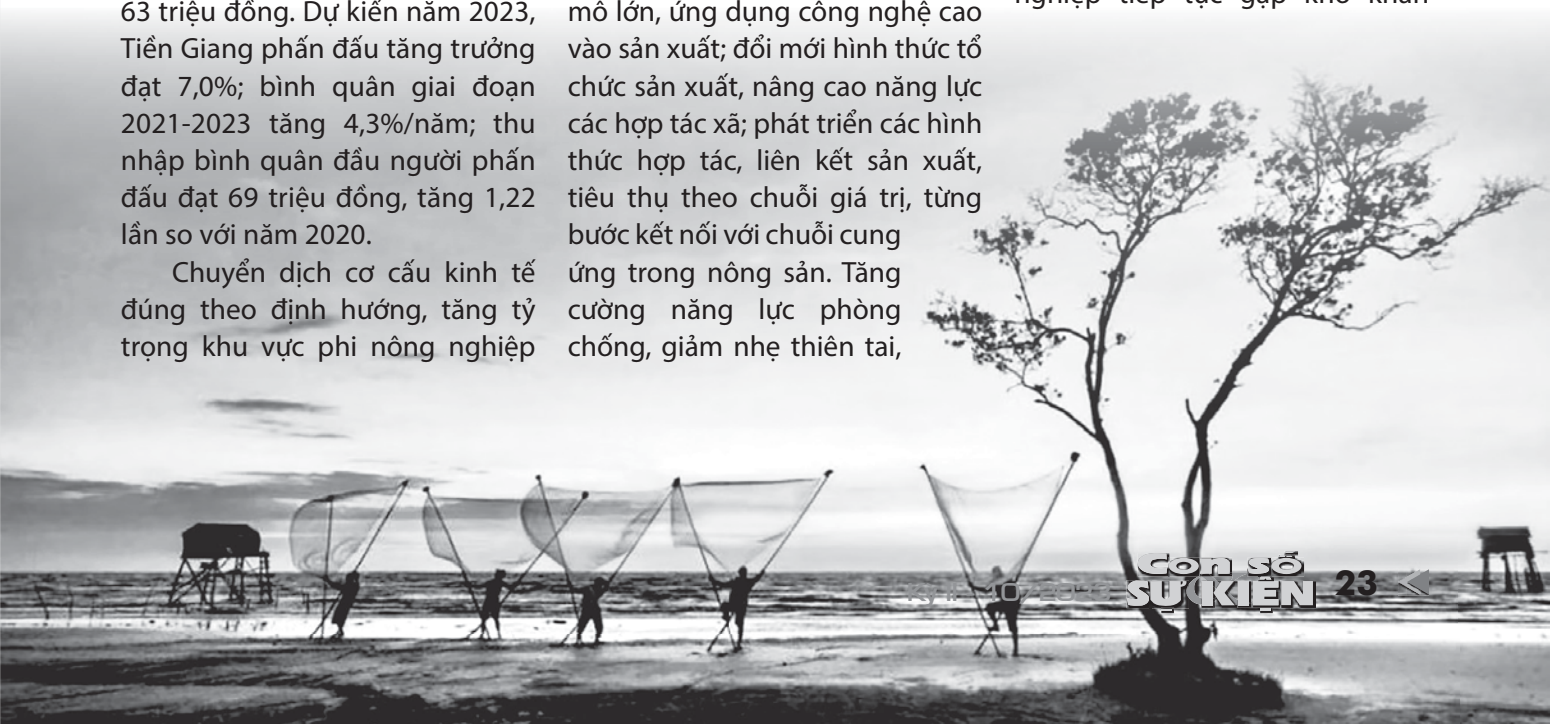 63 triệu đồng. Dự kiến năm 2023,
Tiền Giang phấn đấu tăng trưởng
đạt 7,0%; bình quân giai đoạn
2021-2023 tăng 4,3%/năm; thu
nhập bình quân đầu người phấn
đấu đạt 69 triệu đồng, tăng 1,22
lần so với năm 2020.
Chuyển dịch cơ cấu kinh tế
đúng theo định hướng, tăng tỷ
trọng khu vực phi nông nghiệp
mô lớn, ứng dụng công nghệ cao
vào sản xuất; đổi mới hình thức tổ
chức sản xuất, nâng cao năng lực
các hợp tác xã; phát triển các hình
thức hợp tác, liên kết sản xuất,
tiêu thụ theo chuỗi giá trị, từng
bước kết nối với chuỗi cung
ứng trong nông sản. Tăng
cường năng lực phòng
chống, giảm nhẹ thiên tai,
nghiệp tiếp tục gặp khó khăn
Con số
SỰ KIỆN 23